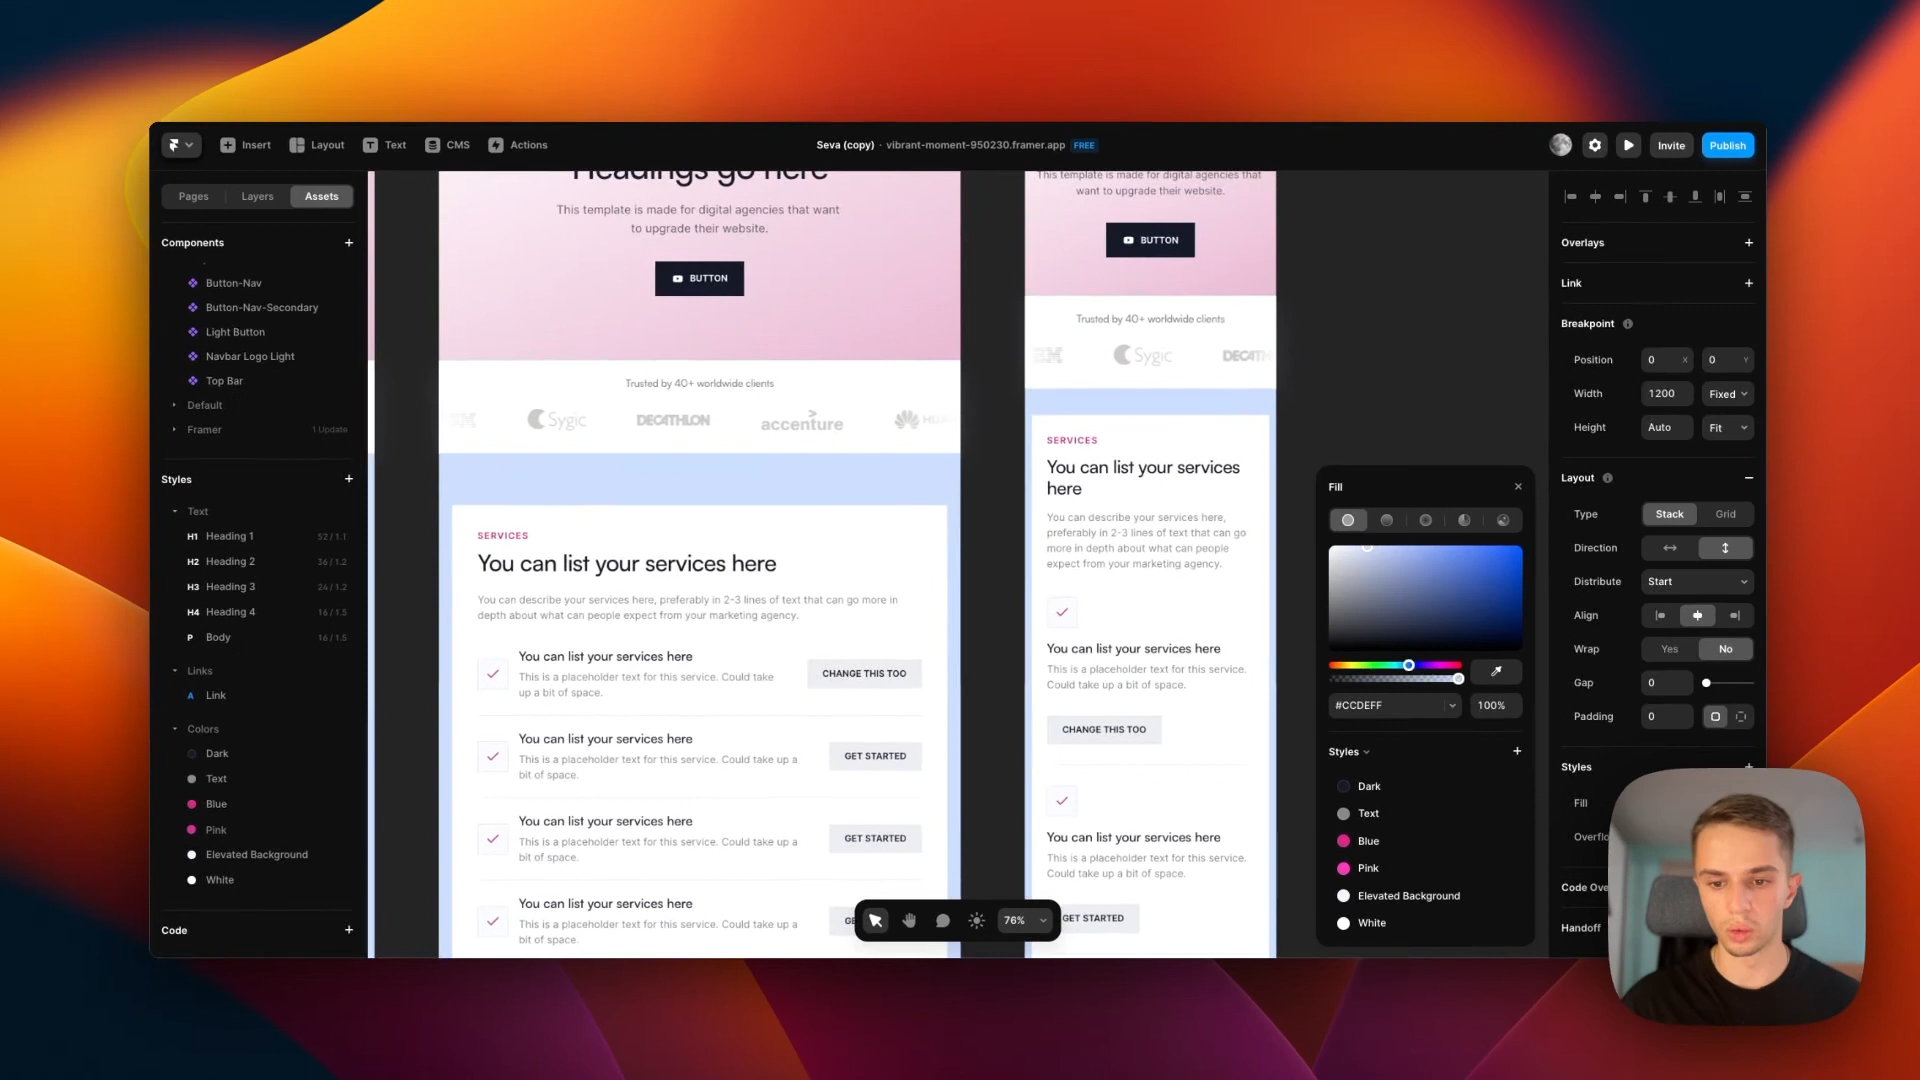 Insert
Layout
Text
CMS
Actions
Seva (copy) · vibrant-moment-950230.framer.app FREE
Invite
Publish
Pages
Layers
Assets
Components
Button-Nav
Button-Nav-Secondary
Light Button
Navbar Logo Light
Top Bar
Default
Framer 1 Update
Styles
Text
H1 Heading 1 52 / 1.1
H2 Heading 2 36 / 1.2
H3 Heading 3 24 / 1.2
H4 Heading 4 16 / 1.5
P Body 16 / 1.5
Links
A Link
Colors
Dark
Text
Blue
Pink
Elevated Background
White
Code
Headings go here
This template is made for digital agencies that want
to upgrade their website.
BUTTON
Trusted by 40+ worldwide clients
Sygic
DECATHLON
accenture
SERVICES
You can list your services here
You can describe your services here, preferably in 2-3 lines of text that can go more in
depth about what can people expect from your marketing agency.
You can list your services here
This is a placeholder text for this service. Could take
up a bit of space.
CHANGE THIS TOO
You can list your services here
This is a placeholder text for this service. Could take up a
bit of space.
GET STARTED
You can list your services here
This is a placeholder text for this service. Could take up a
bit of space.
GET STARTED
You can list your services here
This is a placeholder text for this service. Could take up a
bit of space.
GE
76%
This template is made for digital agencies that
want to upgrade their website.
BUTTON
Trusted by 40+ worldwide clients
IBM
Sygic
DECATH
SERVICES
You can list your services
here
You can describe your services here,
preferably in 2-3 lines of text that can go
more in depth about what can people
expect from your marketing agency.
You can list your services here
This is a placeholder text for this service.
Could take up a bit of space.
CHANGE THIS TOO
You can list your services here
This is a placeholder text for this service.
Could take up a bit of space.
GET STARTED
Fill
#CCDEFF
100%
Styles
Dark
Text
Blue
Pink
Elevated Background
White
Overlays
Link
Breakpoint
Position 0 X 0 Y
Width 1200 Fixed
Height Auto Fit
Layout
Type Stack Grid
Direction
Distribute Start
Align
Wrap Yes No
Gap 0
Padding 0
Styles
Fill
Overflo
Code Ove
Handoff